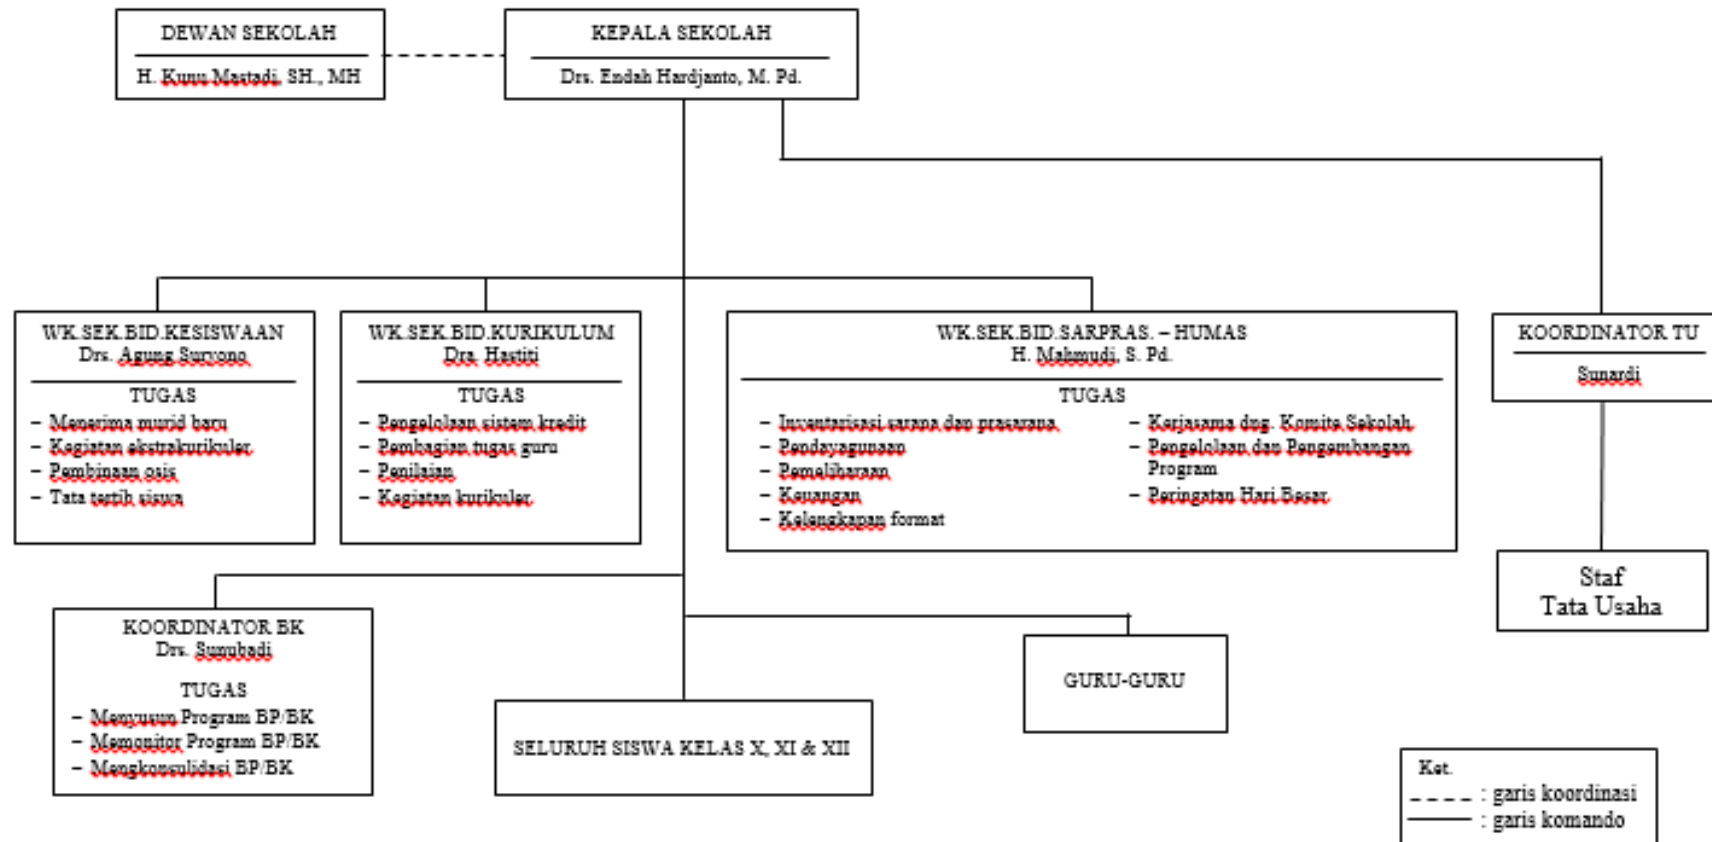 DEWAN SEKOLAH
H. Kunu Mastadi, SH., MH
KEPALA SEKOLAH
Drs. Endah Hardjanto, M. Pd.
WK.SEK.BID.KESISWAAN
Drs. Agung Suryono
TUGAS
– Menerima murid baru
– Kegiatan ekstrakurikuler
– Pembinaan osis
– Tata tertib siswa
WK.SEK.BID.KURIKULUM
Dra. Hastiti
TUGAS
– Pengelolaan sistem kredit
– Pembagian tugas guru
– Penilaian
– Kegiatan kurikuler
WK.SEK.BID.SARPRAS. – HUMAS
H. Mahmudi, S. Pd.
TUGAS
– Inventarisasi sarana dan prasarana
– Pendayagunaan
– Pemeliharaan
– Keuangan
– Kelengkapan format
– Kerjasama dng. Komite Sekolah
– Pengelolaan dan Pengembangan
Program
– Peringatan Hari Besar
KOORDINATOR TU
Sunardi
Staf
Tata Usaha
KOORDINATOR BK
Drs. Sunubadi
TUGAS
– Menyusun Program BP/BK
– Memonitor Program BP/BK
– Mengkonsulidasi BP/BK
SELURUH SISWA KELAS X, XI & XII
GURU-GURU
Ket.
: garis koordinasi
: garis komando